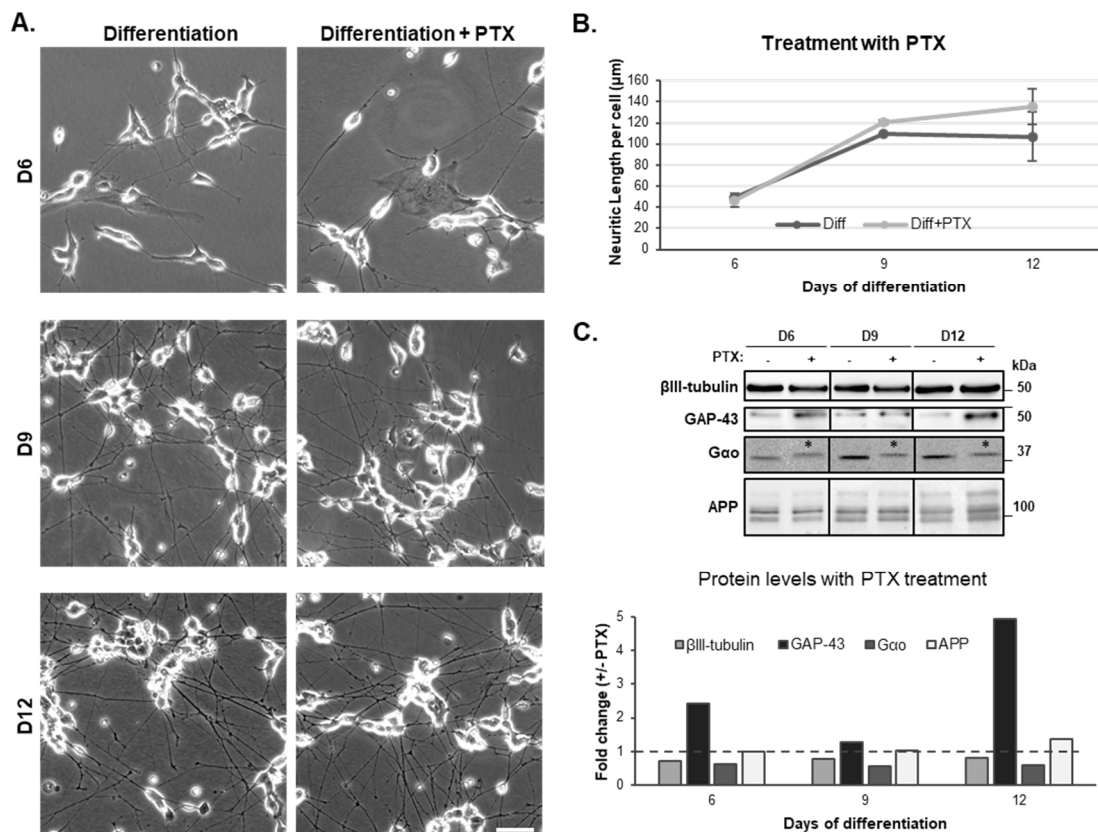 A.
Differentiation
Differentiation + PTX
D6
D9
D12
B.
Treatment with PTX
Neuritic Length per cell (µm)
160
140
120
100
80
60
40
20
0
Diff
Diff+PTX
6
9
12
Days of differentiation
C.
D6
D9
D12
PTX:
-
+
-
+
-
+
kDa
βIII-tubulin
50
GAP-43
50
Gαo
*
*
*
37
APP
100
Protein levels with PTX treatment
Fold change (+/- PTX)
5
4
3
2
1
0
βIII-tubulin
GAP-43
Gαo
APP
6
9
12
Days of differentiation